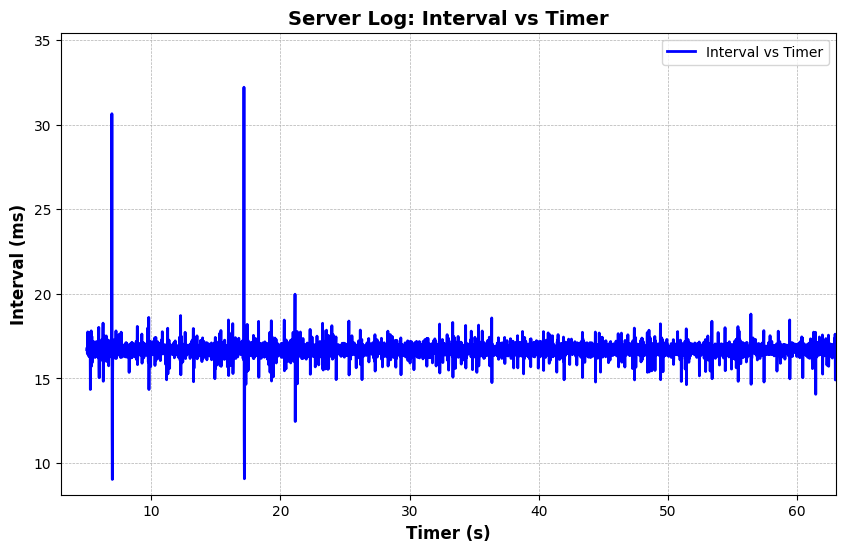 Server Log: Interval vs Timer
Interval vs Timer
35
30
25
20
15
10
Interval (ms)
10 20 30 40 50 60
Timer (s)